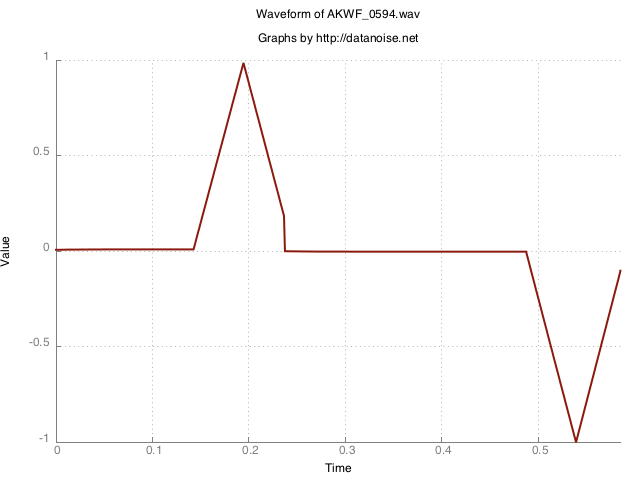 Waveform of AKWF_0594.wav
Graphs by http://datanoise.net
1
0.5
0
-0.5
-1
Value
0 0.1 0.2 0.3 0.4 0.5
Time